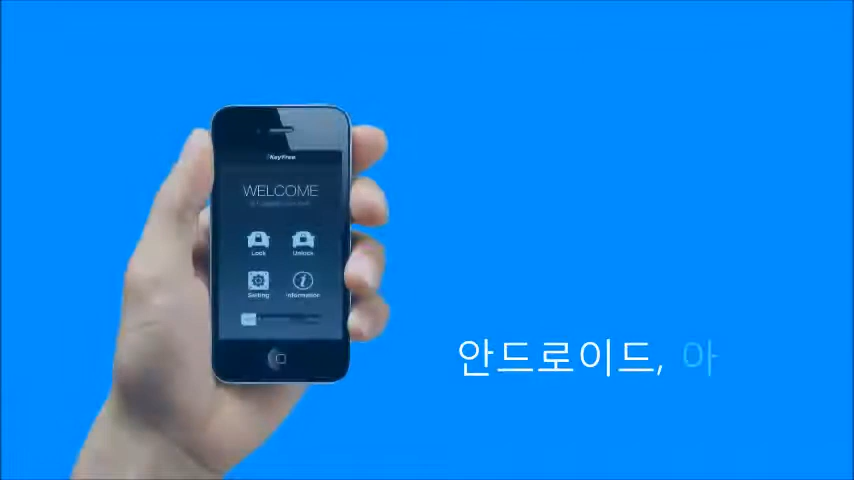 KeyFree
WELCOME
Lock
Unlock
Setting
Information
안드로이드, 아